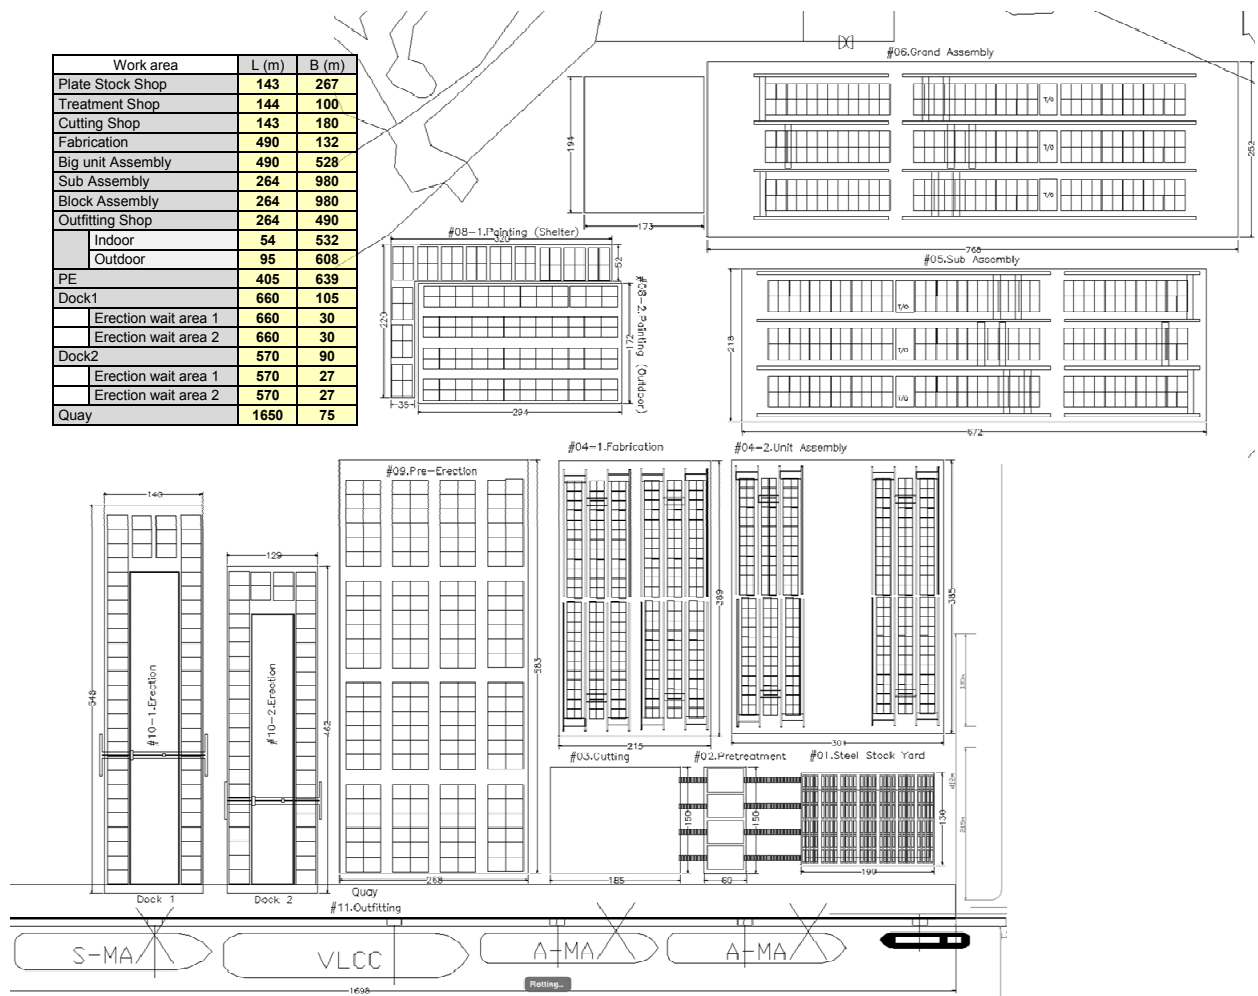 Work area L (m) B (m)
Plate Stock Shop 143 267
Treatment Shop 144 100
Cutting Shop 143 180
Fabrication 490 132
Big unit Assembly 490 528
Sub Assembly 264 980
Block Assembly 264 980
Outfitting Shop 264 490
Indoor 54 532
Outdoor 95 608
PE 405 639
Dock1 660 105
Erection wait area 1 660 30
Erection wait area 2 660 30
Dock2 570 90
Erection wait area 1 570 27
Erection wait area 2 570 27
Quay 1650 75
#06.Grand Assembly
T/O
T/O
T/O
191
173
252
768
#08-1.Painting (Shelter)
320
52
220
35
172
294
#08-2.Painting (Outdoor)
#05.Sub Assembly
T/O
T/O
T/O
218
672
#04-1.Fabrication
389
215
#04-2.Unit Assembly
385
301
#09.Pre-Erection
583
268
140
548
#10-1.Erection
Dock 1
129
462
#10-2.Erection
Dock 2
#03.Cutting
150
185
#02.Pretreatment
150
60
#01.Steel Stock Yard
130
199
Quay
#11.Outfitting
S-MA
VLCC
A-MA
A-MA
1698
Plotting...